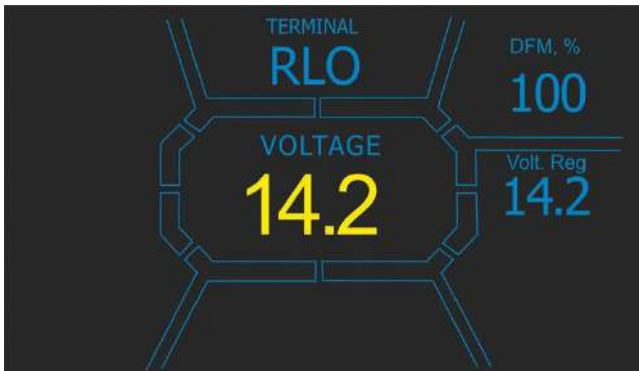 TERMINAL
RLO
DFM, %
100
VOLTAGE
14.2
Volt. Reg
14.2